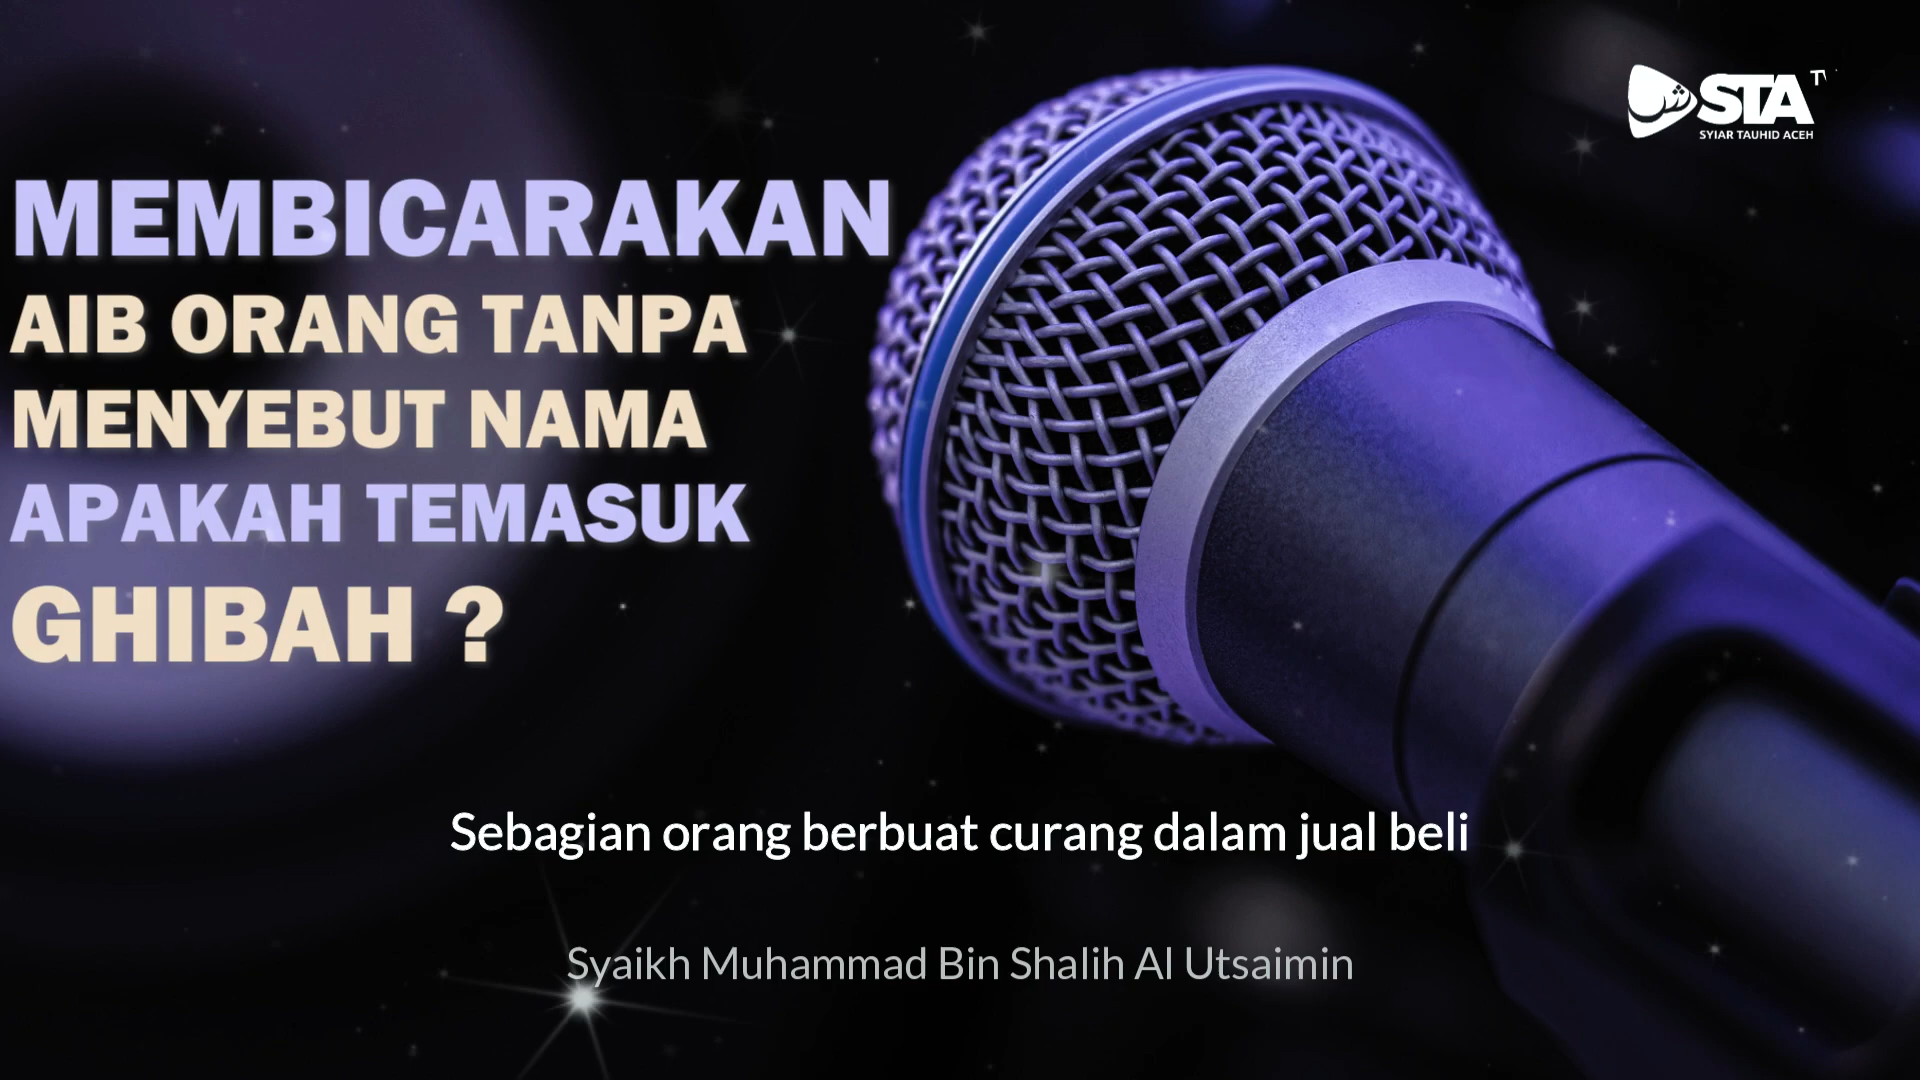 STA TV
SYIAR TAUHID ACEH
MEMBICARAKAN
AIB ORANG TANPA
MENYEBUT NAMA
APAKAH TEMASUK
GHIBAH ?
Sebagian orang berbuat curang dalam jual beli
Syaikh Muhammad Bin Shalih Al Utsaimin